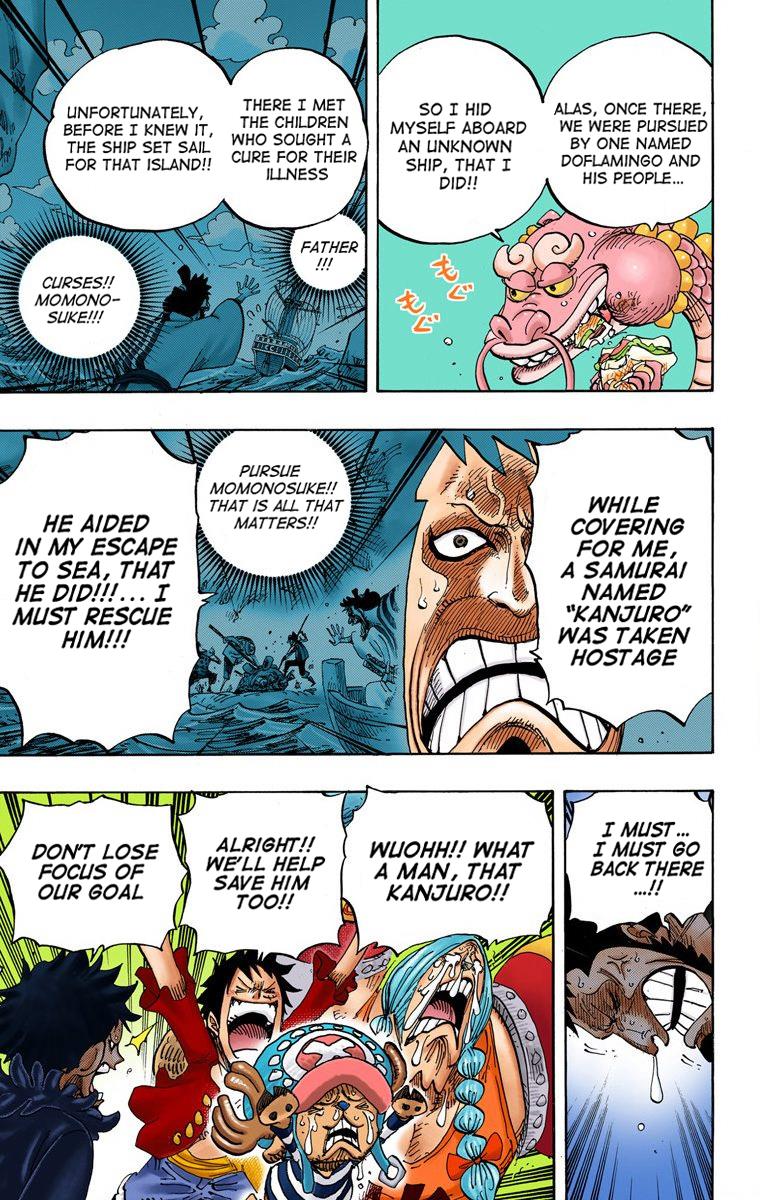 ALAS, ONCE THERE,
WE WERE PURSUED
BY ONE NAMED
DOFLAMINGO AND
HIS PEOPLE...
SO I HID
MYSELF ABOARD
AN UNKNOWN
SHIP, THAT I
DID!!
もぐ
もぐ
THERE I MET
THE CHILDREN
WHO SOUGHT A
CURE FOR THEIR
ILLNESS
UNFORTUNATELY,
BEFORE I KNEW IT,
THE SHIP SET SAIL
FOR THAT ISLAND!!
FATHER
!!!
CURSES!!
MOMONO-
SUKE!!!
WHILE
COVERING
FOR ME,
A SAMURAI
NAMED
"KANJURO"
WAS TAKEN
HOSTAGE
PURSUE
MOMONOSUKE!!
THAT IS ALL THAT
MATTERS!!
HE AIDED
IN MY ESCAPE
TO SEA, THAT
HE DID!!!... I
MUST RESCUE
HIM!!!
I MUST...
I MUST GO
BACK THERE
...!!
WUOHH!! WHAT
A MAN, THAT
KANJURO!!
ALRIGHT!!
WE'LL HELP
SAVE HIM
TOO!!
DON'T LOSE
FOCUS OF
OUR GOAL